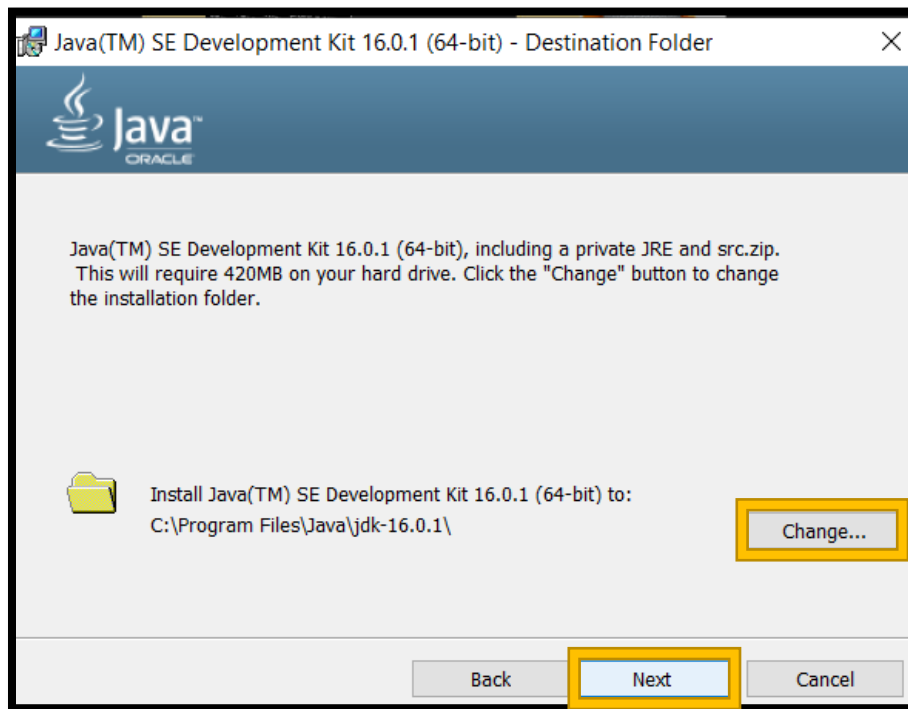 Java(TM) SE Development Kit 16.0.1 (64-bit) - Destination Folder
Java™
ORACLE
Java(TM) SE Development Kit 16.0.1 (64-bit), including a private JRE and src.zip.
This will require 420MB on your hard drive. Click the "Change" button to change
the installation folder.
Install Java(TM) SE Development Kit 16.0.1 (64-bit) to:
C:\Program Files\Java\jdk-16.0.1\
Change...
Back
Next
Cancel